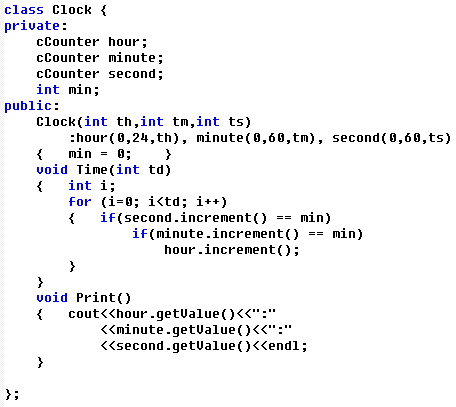 class Clock {
private:
    cCounter hour;
    cCounter minute;
    cCounter second;
    int min;
public:
    Clock(int th,int tm,int ts)
        :hour(0,24,th), minute(0,60,tm), second(0,60,ts)
    {   min = 0;    }
    void Time(int td)
    {   int i;
        for (i=0; i<td; i++)
        {   if(second.increment() == min)
                if(minute.increment() == min)
                    hour.increment();
        }
    }
    void Print()
    {   cout<<hour.getValue()<<":"
            <<minute.getValue()<<":"
            <<second.getValue()<<endl;
    }
};